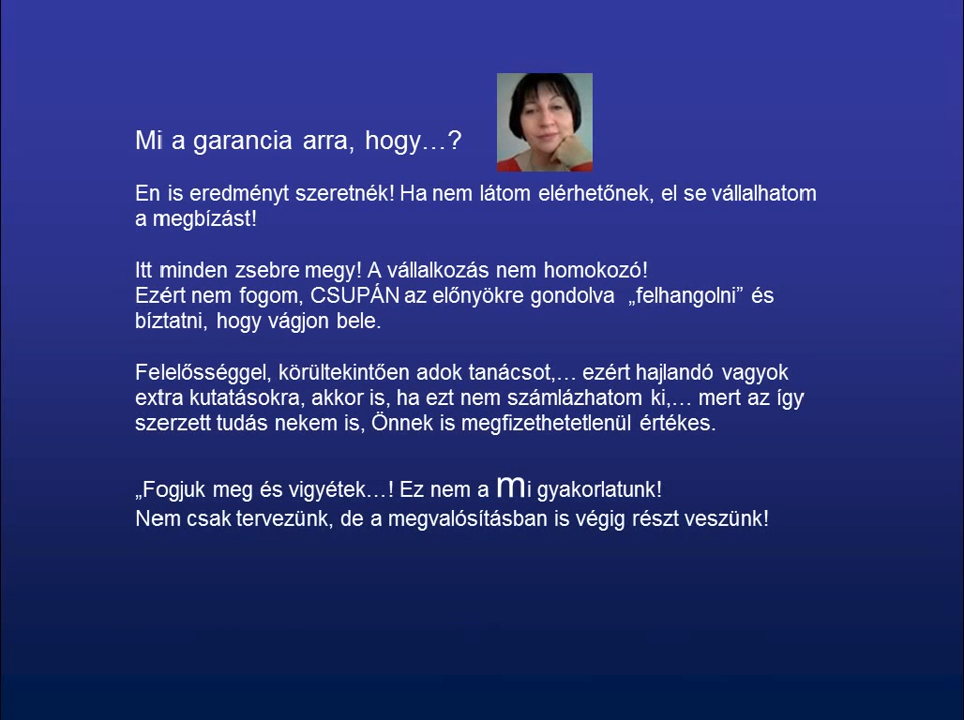 Mi a garancia arra, hogy…?
En is eredményt szeretnék! Ha nem látom elérhetőnek, el se vállalhatom
a megbízást!
Itt minden zsebre megy! A vállalkozás nem homokozó!
Ezért nem fogom, CSUPÁN az előnyökre gondolva „felhangolni” és
bíztatni, hogy vágjon bele.
Felelősséggel, körültekintően adok tanácsot,… ezért hajlandó vagyok
extra kutatásokra, akkor is, ha ezt nem számlázhatom ki,… mert az így
szerzett tudás nekem is, Önnek is megfizethetetlenül értékes.
„Fogjuk meg és vigyétek…! Ez nem a mi gyakorlatunk!
Nem csak tervezünk, de a megvalósításban is végig részt veszünk!